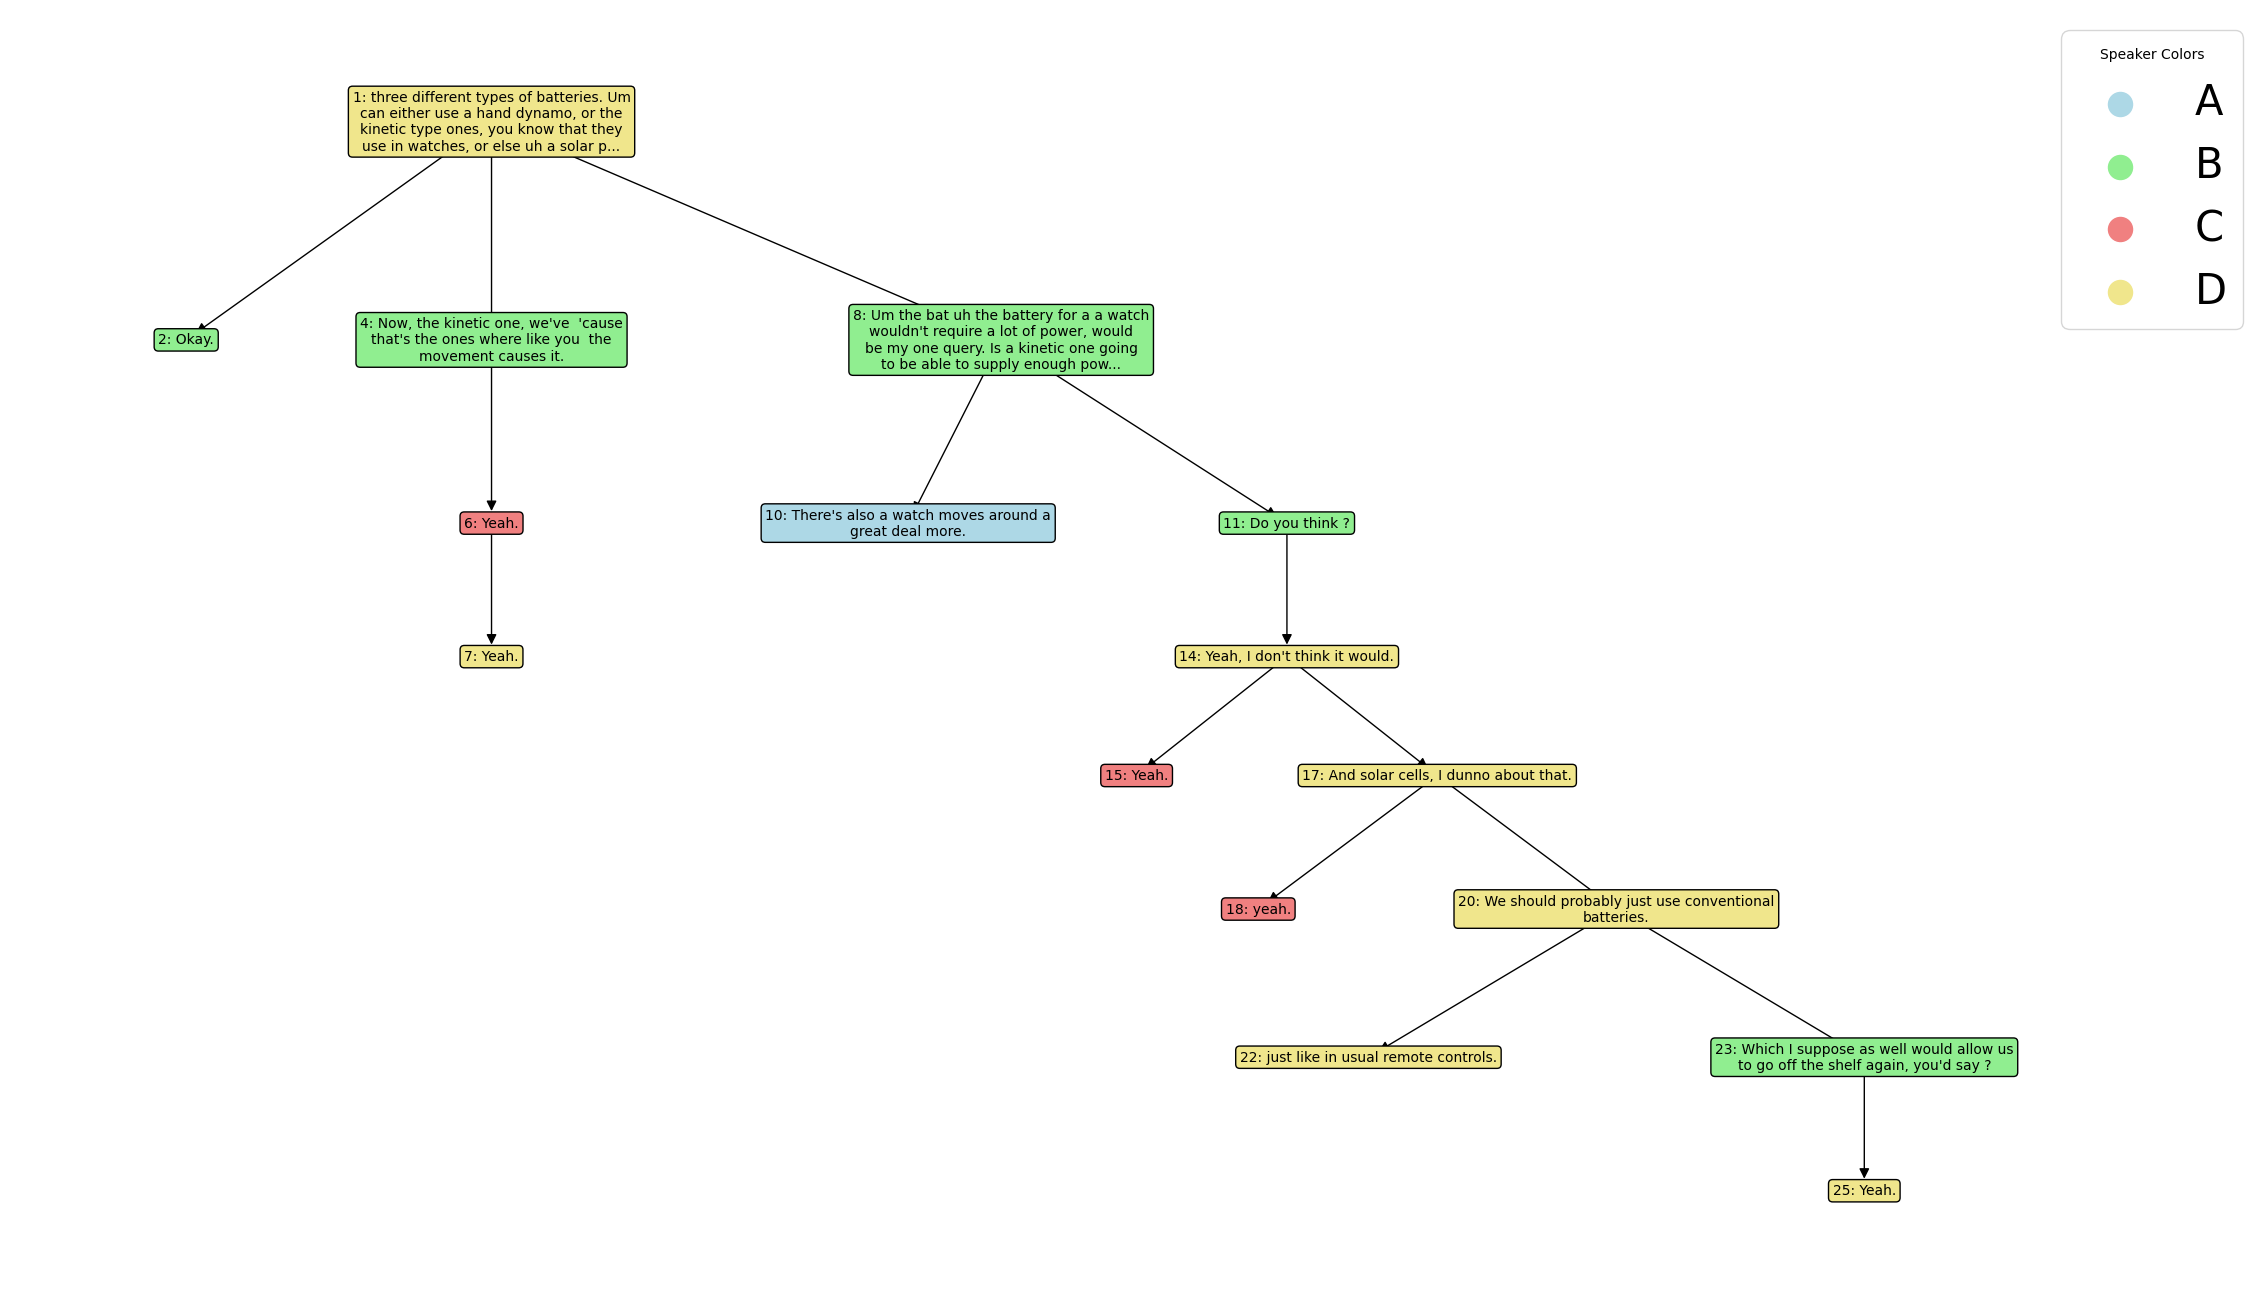 1: three different types of batteries. Um
can either use a hand dynamo, or the
kinetic type ones, you know that they
use in watches, or else uh a solar p...
Speaker Colors
A
B
C
D
2: Okay.
4: Now, the kinetic one, we've  'cause
that's the ones where like you  the
movement causes it.
8: Um the bat uh the battery for a a watch
wouldn't require a lot of power, would
be my one query. Is a kinetic one going
to be able to supply enough pow...
6: Yeah.
10: There's also a watch moves around a
great deal more.
11: Do you think ?
7: Yeah.
14: Yeah, I don't think it would.
15: Yeah.
17: And solar cells, I dunno about that.
18: yeah.
20: We should probably just use conventional
batteries.
22: just like in usual remote controls.
23: Which I suppose as well would allow us
to go off the shelf again, you'd say ?
25: Yeah.